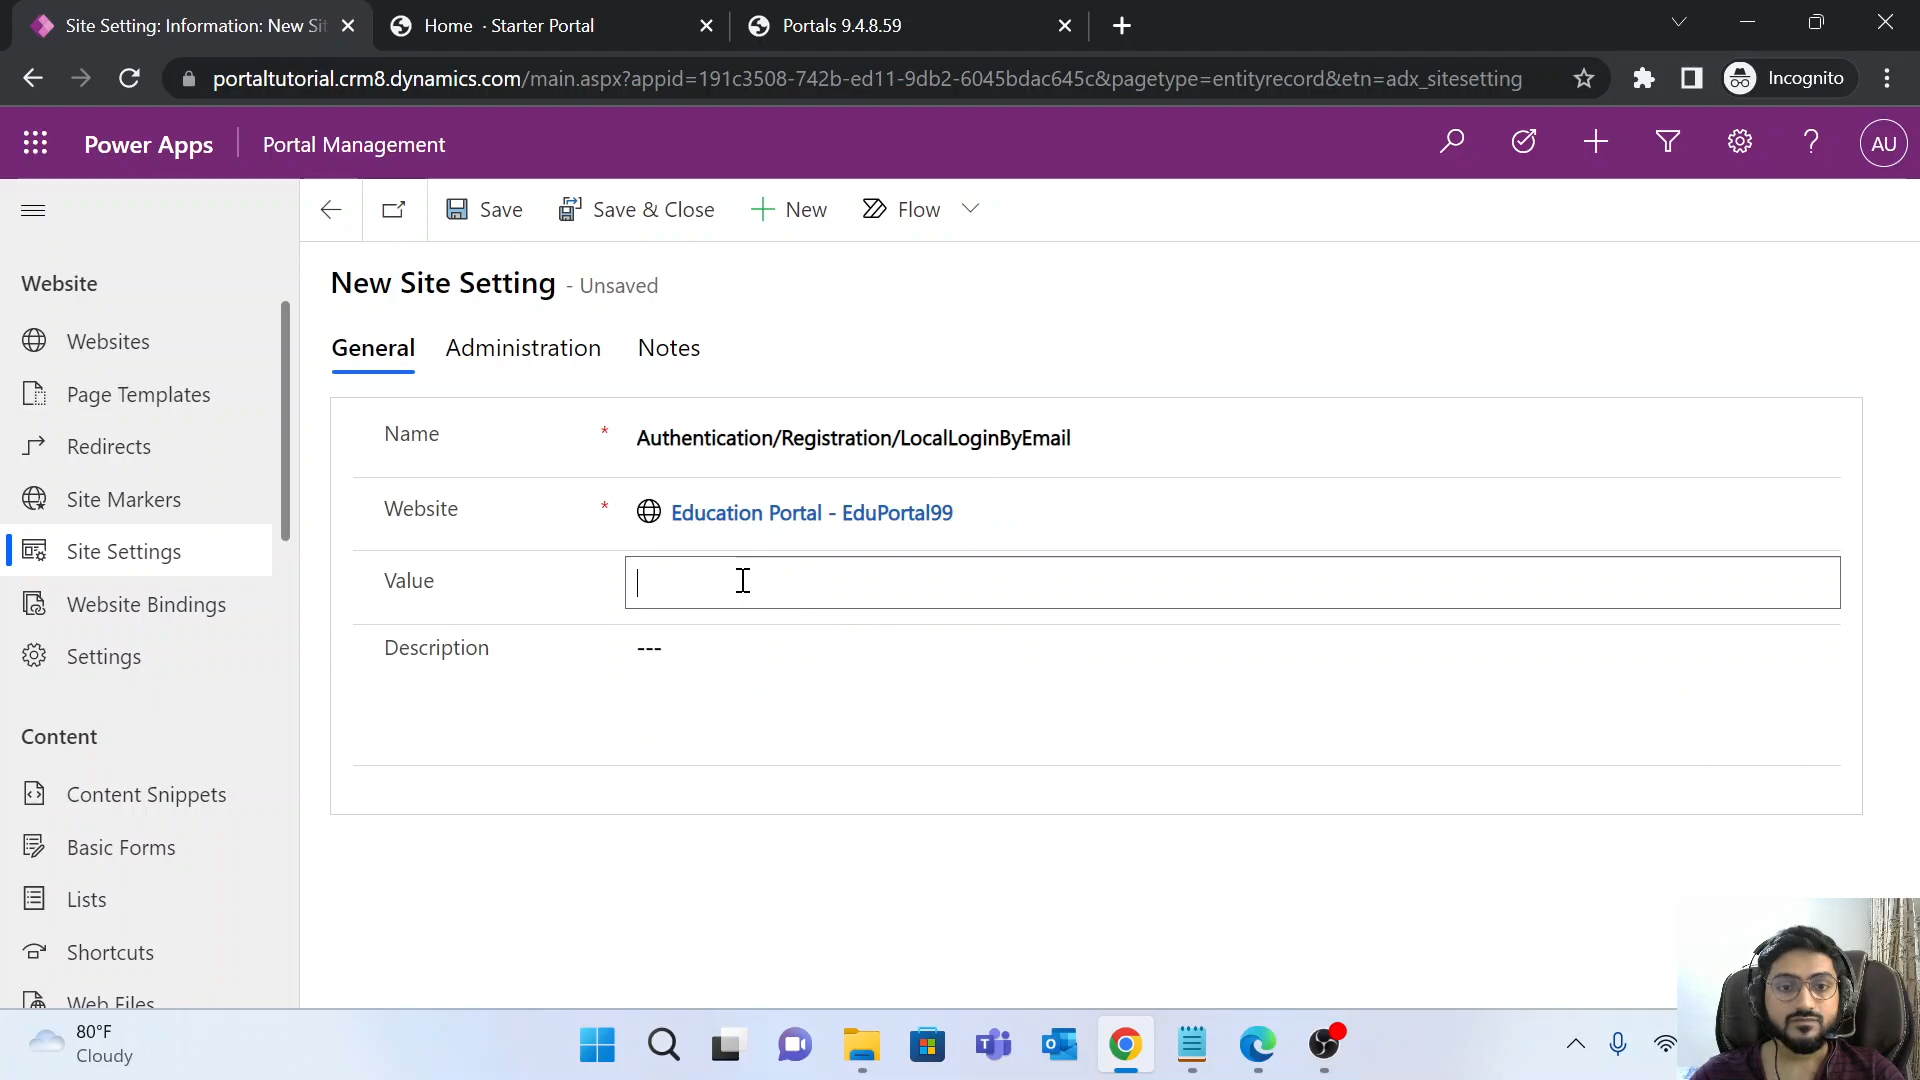 Site Setting: Information: New Sit
Home · Starter Portal
Portals 9.4.8.59
portaltutorial.crm8.dynamics.com/main.aspx?appid=191c3508-742b-ed11-9db2-6045bdac645c&pagetype=entityrecord&etn=adx_sitesetting
Incognito
Power Apps
Portal Management
AU
Save
Save & Close
New
Flow
New Site Setting - Unsaved
General
Administration
Notes
Name * Authentication/Registration/LocalLoginByEmail
Website * Education Portal - EduPortal99
Value
Description ---
Website
Websites
Page Templates
Redirects
Site Markers
Site Settings
Website Bindings
Settings
Content
Content Snippets
Basic Forms
Lists
Shortcuts
Web Files
80°F
Cloudy